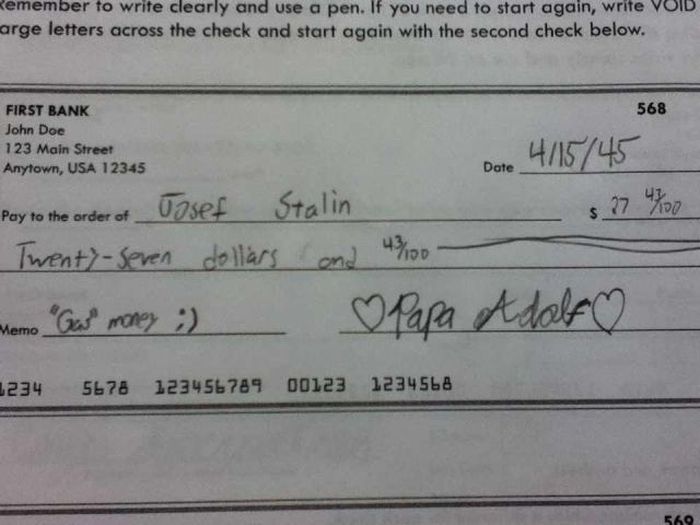 Remember to write clearly and use a pen. If you need to start again, write VOID
arge letters across the check and start again with the second check below.
FIRST BANK 568
John Doe
123 Main Street
Anytown, USA 12345
Date 4/15/45
Pay to the order of Josef Stalin $ 27 43/100
Twenty-Seven dollars and 43/100
Memo "Gas" money ;) ♡Papa Adolf♡
1234 5678 123456789 00123 1234568
569